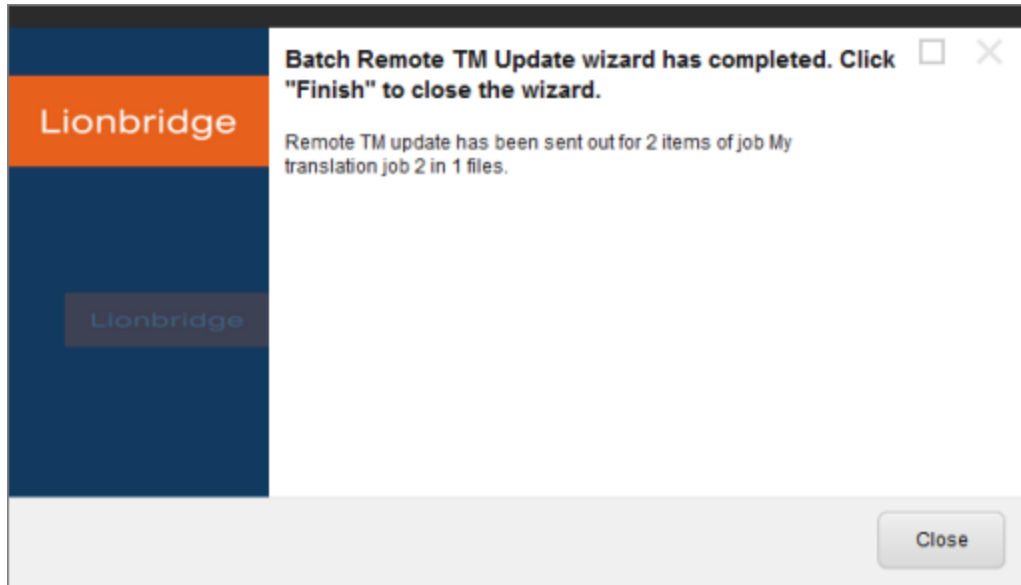 Batch Remote TM Update wizard has completed. Click
"Finish" to close the wizard.
Lionbridge
Remote TM update has been sent out for 2 items of job My
translation job 2 in 1 files.
Lionbridge
Close